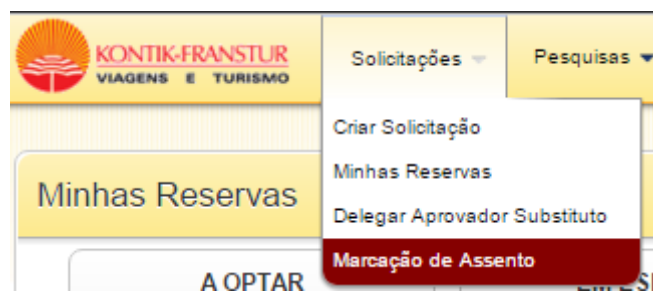 KONTIK-FRANSTUR
VIAGENS E TURISMO
Solicitações
Pesquisas
Criar Solicitação
Minhas Reservas
Delegar Aprovador Substituto
Marcação de Assento
Minhas Reservas
A OPTAR